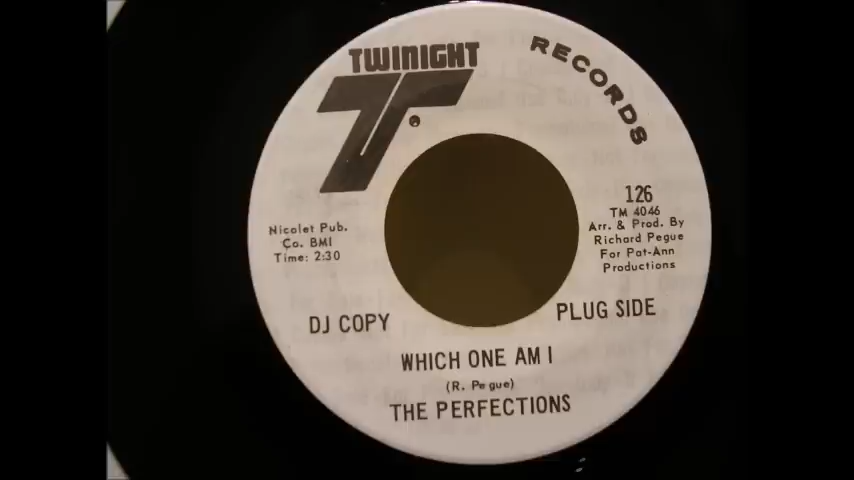 TWINIGHT
RECORDS
T
126
TM 4046
Arr. & Prod. By
Richard Pegue
For Pat-Ann
Productions
Nicolet Pub.
Co. BMI
Time: 2:30
DJ COPY
PLUG SIDE
WHICH ONE AM I
(R. Pegue)
THE PERFECTIONS